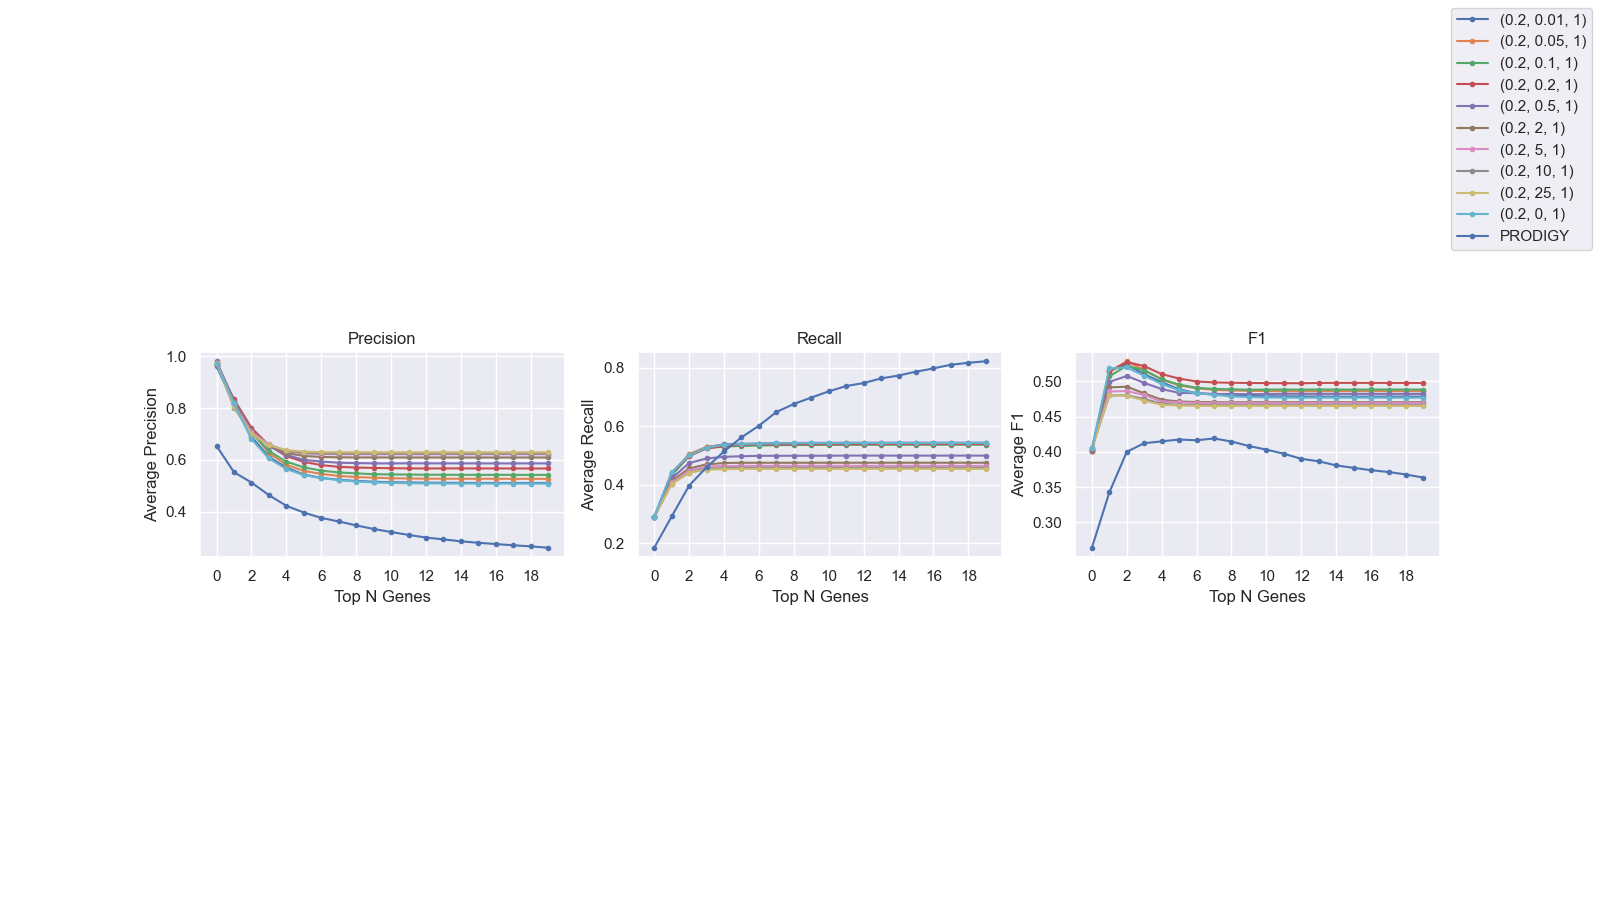 (0.2, 0.01, 1)
(0.2, 0.05, 1)
(0.2, 0.1, 1)
(0.2, 0.2, 1)
(0.2, 0.5, 1)
(0.2, 2, 1)
(0.2, 5, 1)
(0.2, 10, 1)
(0.2, 25, 1)
(0.2, 0, 1)
PRODIGY
Precision
1.0
0.8
0.6
0.4
Average Precision
0 2 4 6 8 10 12 14 16 18
Top N Genes
Recall
0.8
0.6
0.4
0.2
Average Recall
0 2 4 6 8 10 12 14 16 18
Top N Genes
F1
0.50
0.45
0.40
0.35
0.30
Average F1
0 2 4 6 8 10 12 14 16 18
Top N Genes